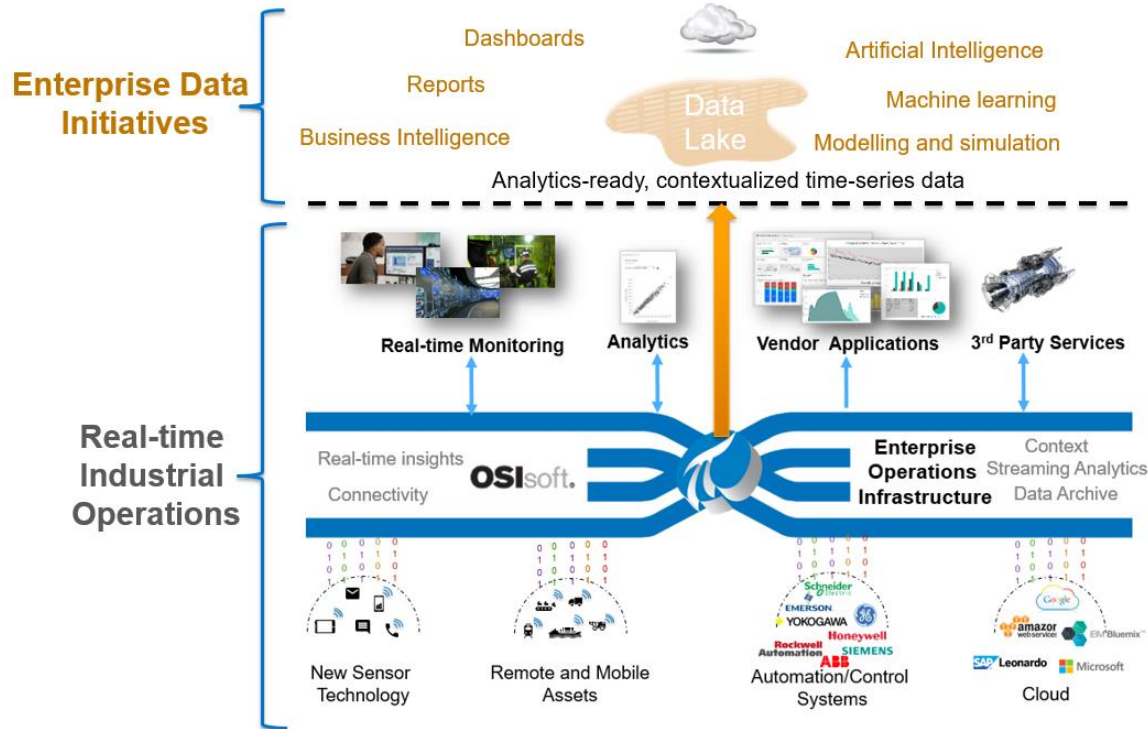 Enterprise Data
Initiatives
Dashboards
Reports
Business Intelligence
Data
Lake
Artificial Intelligence
Machine learning
Modelling and simulation
Analytics-ready, contextualized time-series data
Real-time
Industrial
Operations
Real-time Monitoring
Analytics
Vendor Applications
3rd Party Services
Real-time insights
Connectivity
OSIsoft.
Enterprise
Operations
Infrastructure
Context
Streaming Analytics
Data Archive
New Sensor
Technology
Remote and Mobile
Assets
Schneider
Electric
EMERSON
YOKOGAWA
Honeywell
Rockwell
Automation
SIEMENS
ABB
Automation/Control
Systems
Google
amazon
webservices
IBM Bluemix
SAP Leonardo
Microsoft
Cloud